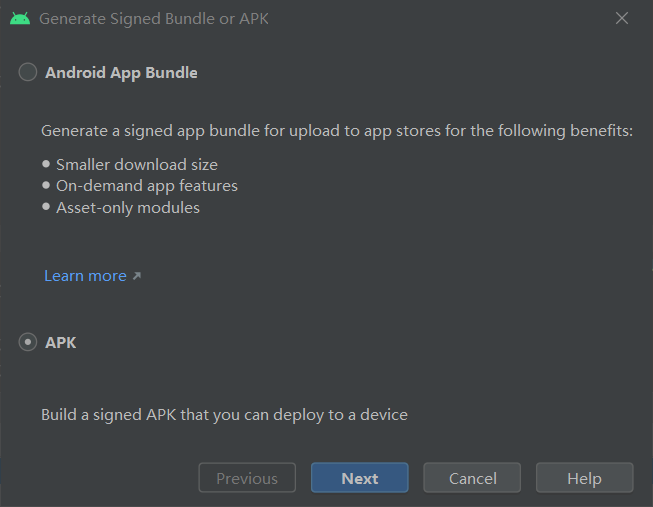 Generate Signed Bundle or APK
Android App Bundle
Generate a signed app bundle for upload to app stores for the following benefits:
• Smaller download size
• On-demand app features
• Asset-only modules
Learn more ↗
APK
Build a signed APK that you can deploy to a device
Previous Next Cancel Help